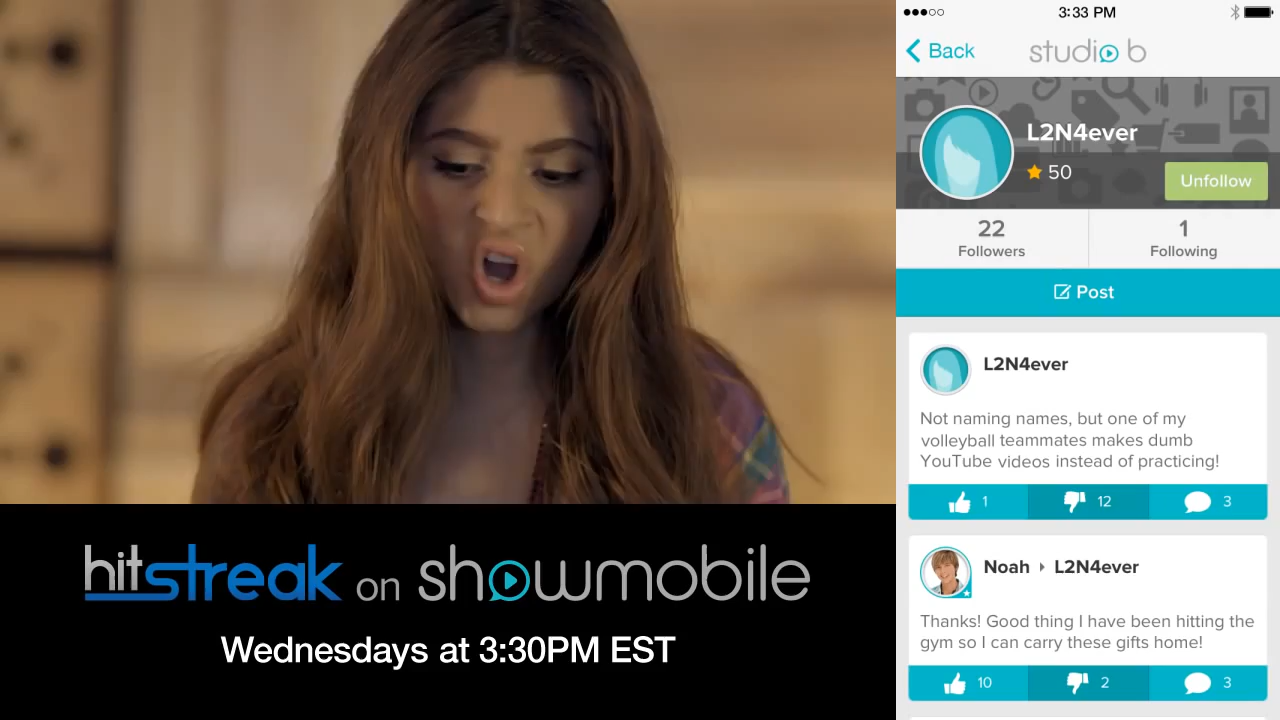 hitstreak on showmobile
Wednesdays at 3:30PM EST
3:33 PM
Back
studio b
L2N4ever
50
Unfollow
22
Followers
1
Following
Post
L2N4ever
Not naming names, but one of my
volleyball teammates makes dumb
YouTube videos instead of practicing!
1
12
3
Noah L2N4ever
Thanks! Good thing I have been hitting the
gym so I can carry these gifts home!
10
2
3